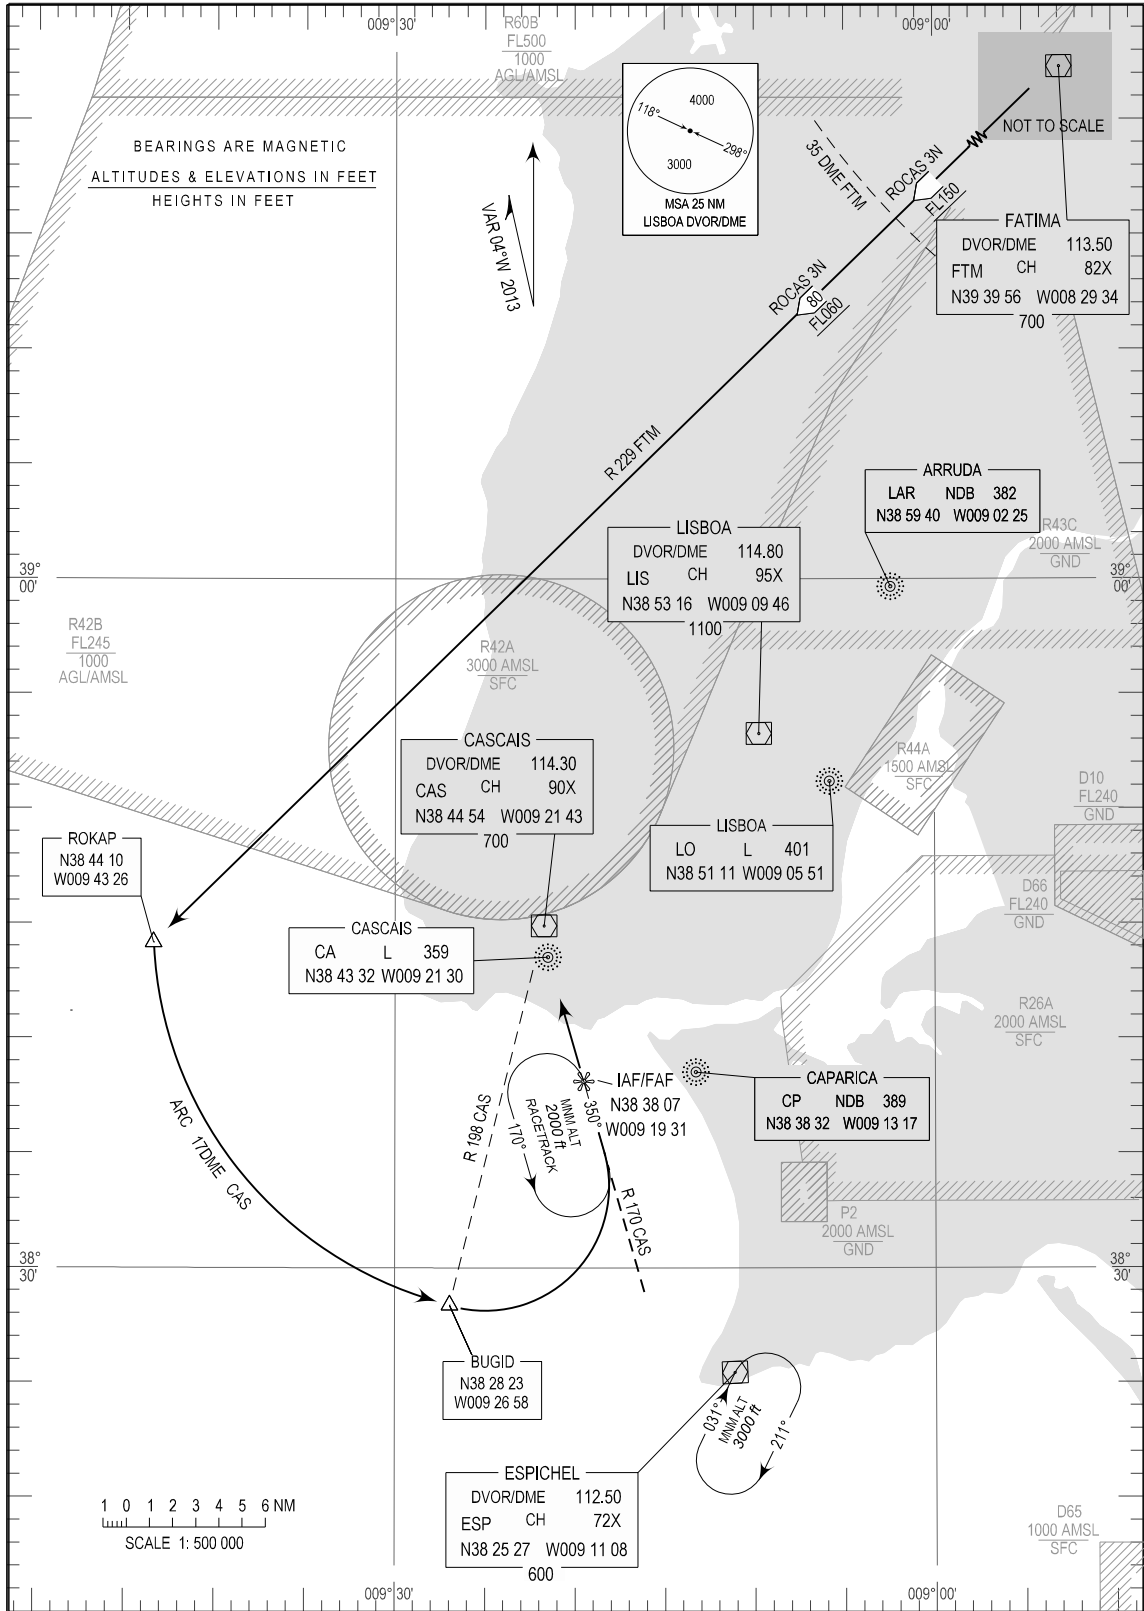 009° 30'
009° 00'
R60B
FL500
1000
AGL/AMSL
BEARINGS ARE MAGNETIC
ALTITUDES & ELEVATIONS IN FEET
HEIGHTS IN FEET
VAR 04°W 2013
4000
118°
298°
3000
MSA 25 NM
LISBOA DVOR/DME
NOT TO SCALE
35 DME FTM
ROCAS 3N
FL150
FATIMA
DVOR/DME 113.50
FTM CH 82X
N39 39 56 W008 29 34
700
ROCAS 3N
80
FL060
R 229 FTM
ARRUDA
LAR NDB 382
N38 59 40 W009 02 25
R43C
2000 AMSL
GND
LISBOA
DVOR/DME 114.80
LIS CH 95X
N38 53 16 W009 09 46
1100
39°
00'
39°
00'
R42B
FL245
1000
AGL/AMSL
R42A
3000 AMSL
SFC
CASCAIS
DVOR/DME 114.30
CAS CH 90X
N38 44 54 W009 21 43
700
R44A
1500 AMSL
SFC
D10
FL240
GND
LISBOA
LO L 401
N38 51 11 W009 05 51
ROKAP
N38 44 10
W009 43 26
D66
FL240
GND
CASCAIS
CA L 359
N38 43 32 W009 21 30
R26A
2000 AMSL
SFC
IAF/FAF
N38 38 07
W009 19 31
CAPARICA
CP NDB 389
N38 38 32 W009 13 17
350°
MNM ALT
2000 ft
RACETRACK
170°
R 198 CAS
ARC 17DME CAS
R 170 CAS
P2
2000 AMSL
GND
38°
30'
38°
30'
BUGID
N38 28 23
W009 26 58
031°
MNM ALT
3000 ft
211°
ESPICHEL
DVOR/DME 112.50
ESP CH 72X
N38 25 27 W009 11 08
600
1 0 1 2 3 4 5 6 NM
SCALE 1: 500 000
D65
1000 AMSL
SFC
009° 30'
009° 00'